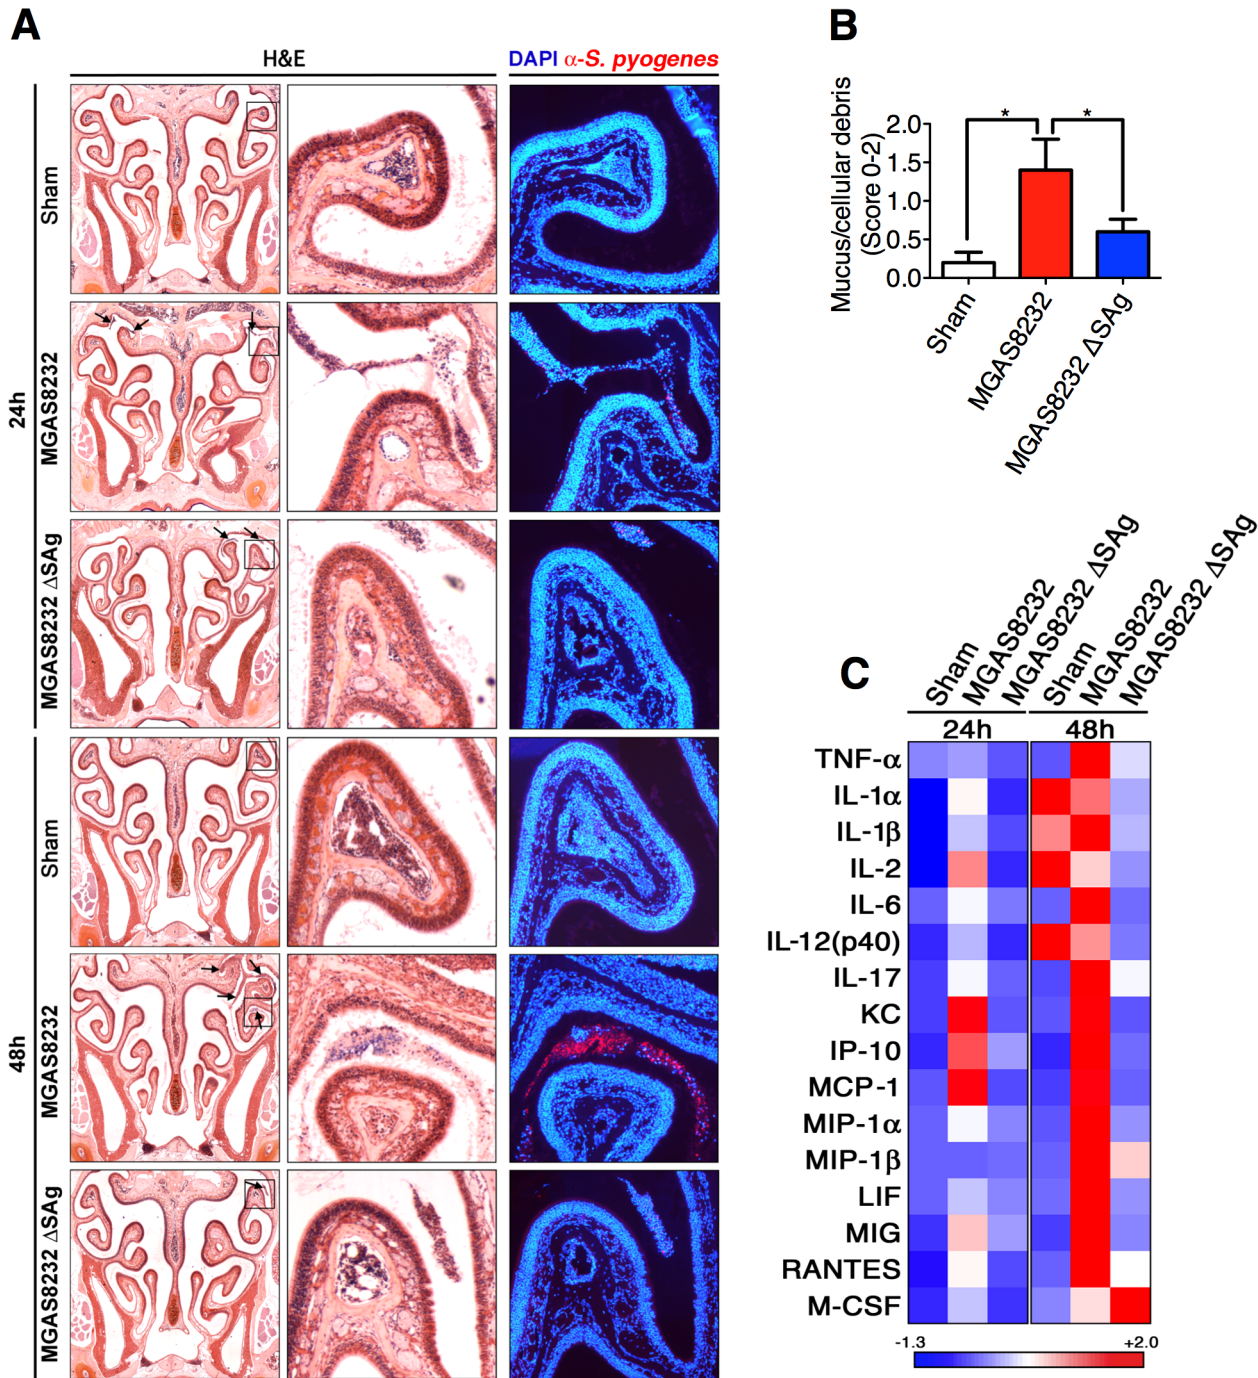 A
H&E
DAPI α-S. pyogenes
24h
Sham
MGAS8232
MGAS8232 ΔSAg
48h
Sham
MGAS8232
MGAS8232 ΔSAg
B
Mucus/cellular debris
(Score 0-2)
2.0
1.5
1.0
0.5
0.0
* *
Sham
MGAS8232
MGAS8232 ΔSAg
C
Sham
MGAS8232
MGAS8232 ΔSAg
Sham
MGAS8232
MGAS8232 ΔSAg
24h 48h
TNF-α
IL-1α
IL-1β
IL-2
IL-6
IL-12(p40)
IL-17
KC
IP-10
MCP-1
MIP-1α
MIP-1β
LIF
MIG
RANTES
M-CSF
-1.3 +2.0